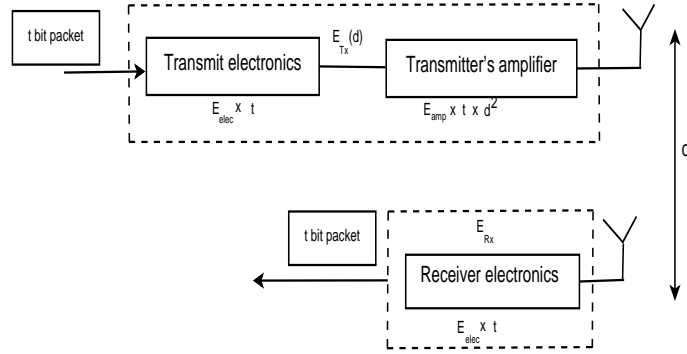 t bit packet
E_Tx (d)
Transmit electronics
Transmitter's amplifier
E_elec × t
E_amp × t × d²
d
t bit packet
E_Rx
Receiver electronics
E_elec × t